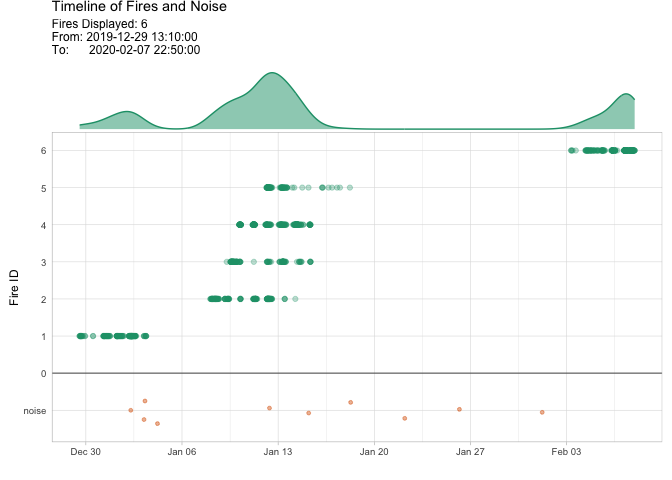 Timeline of Fires and Noise
Fires Displayed: 6
From: 2019-12-29 13:10:00
To: 2020-02-07 22:50:00
Fire ID
6
5
4
3
2
1
0
noise
Dec 30 Jan 06 Jan 13 Jan 20 Jan 27 Feb 03